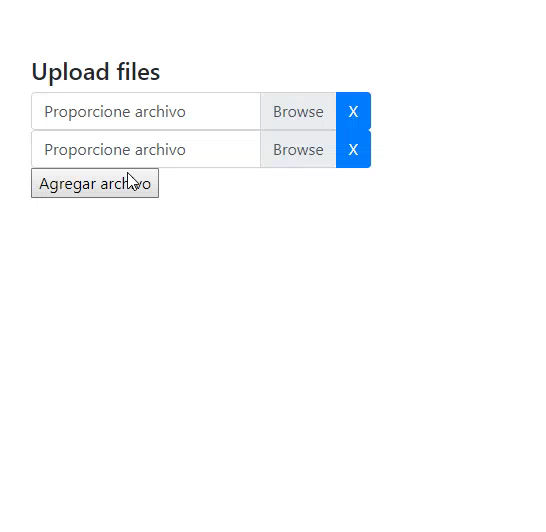 Upload files
Proporcione archivo Browse X
Proporcione archivo Browse X
Agregar archivo